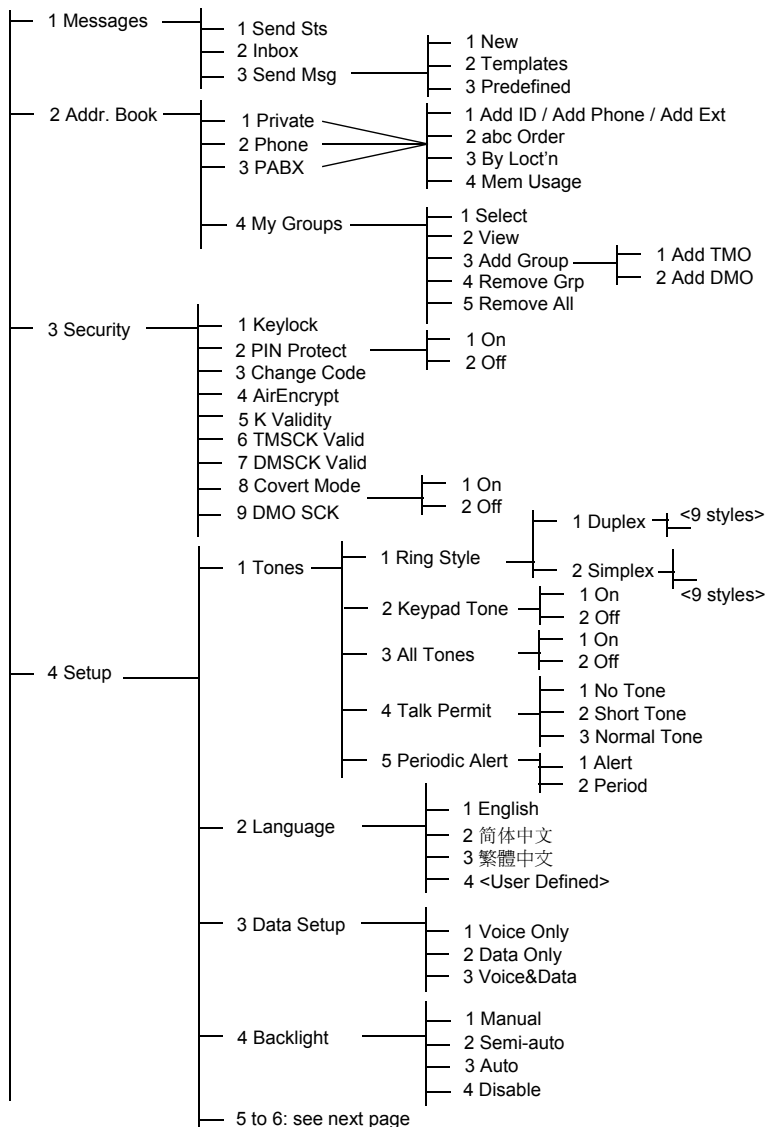 1 Messages
1 Send Sts
2 Inbox
3 Send Msg
1 New
2 Templates
3 Predefined
2 Addr. Book
1 Private
2 Phone
3 PABX
1 Add ID / Add Phone / Add Ext
2 abc Order
3 By Loct'n
4 Mem Usage
4 My Groups
1 Select
2 View
3 Add Group
4 Remove Grp
5 Remove All
1 Add TMO
2 Add DMO
3 Security
1 Keylock
2 PIN Protect
3 Change Code
4 AirEncrypt
5 K Validity
6 TMSCK Valid
7 DMSCK Valid
8 Covert Mode
9 DMO SCK
1 On
2 Off
1 On
2 Off
4 Setup
1 Tones
1 Ring Style
1 Duplex
<9 styles>
2 Simplex
<9 styles>
2 Keypad Tone
1 On
2 Off
3 All Tones
1 On
2 Off
4 Talk Permit
1 No Tone
2 Short Tone
3 Normal Tone
5 Periodic Alert
1 Alert
2 Period
2 Language
1 English
2 简体中文
3 繁體中文
4 <User Defined>
3 Data Setup
1 Voice Only
2 Data Only
3 Voice&Data
4 Backlight
1 Manual
2 Semi-auto
3 Auto
4 Disable
5 to 6: see next page